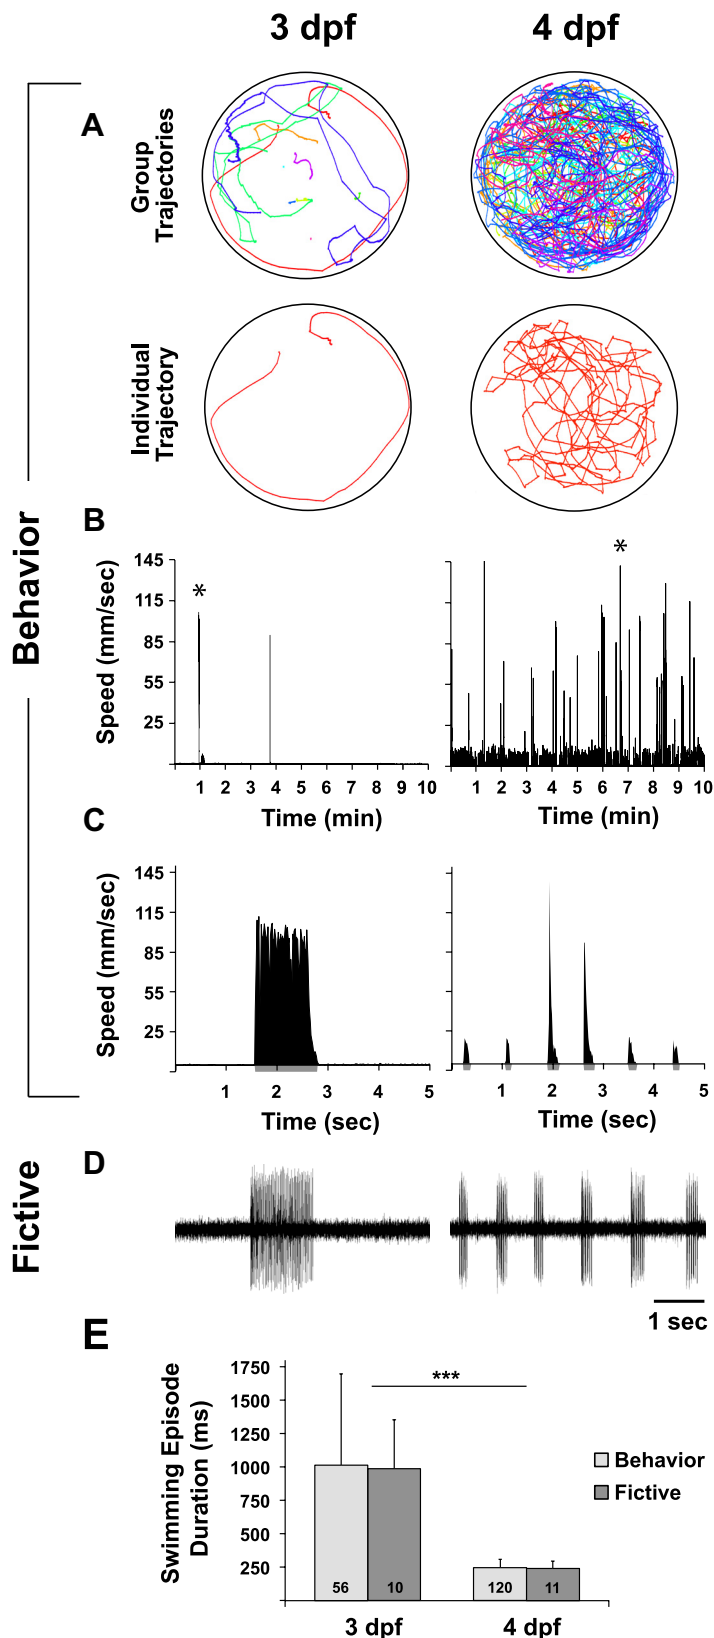 3 dpf 4 dpf
A
Group
Trajectories
Individual
Trajectory
Behavior
B
Speed (mm/sec)
145
115
85
55
25
*
*
1 2 3 4 5 6 7 8 9 10
Time (min)
1 2 3 4 5 6 7 8 9 10
Time (min)
C
Speed (mm/sec)
145
115
85
55
25
1 2 3 4 5
Time (sec)
1 2 3 4 5
Time (sec)
Fictive
D
1 sec
E
Swimming Episode
Duration (ms)
1750
1500
1250
1000
750
500
250
***
Behavior
Fictive
56 10 120 11
3 dpf 4 dpf